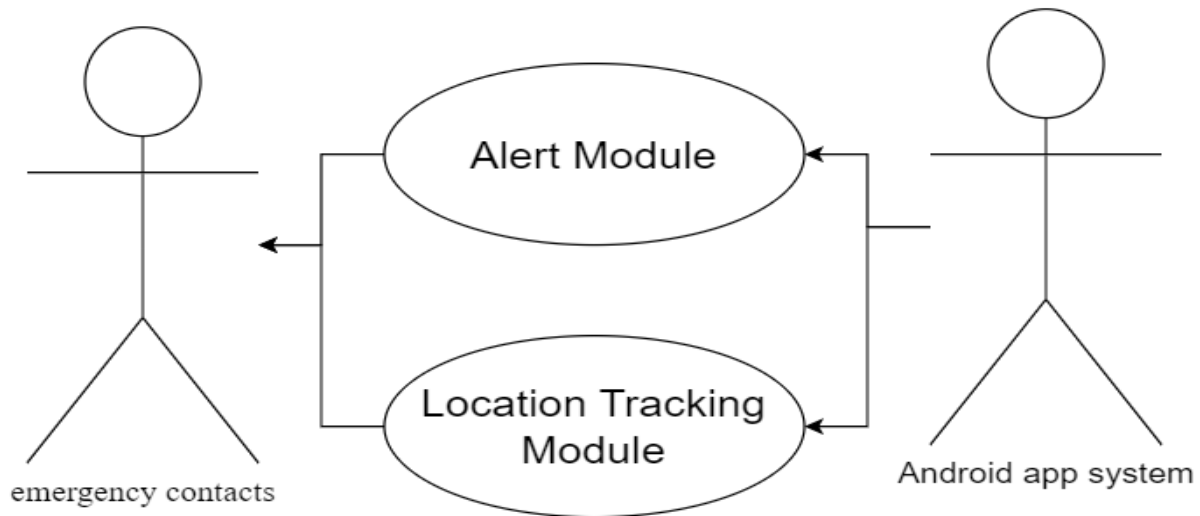 Alert Module
Location Tracking
Module
emergency contacts
Android app system